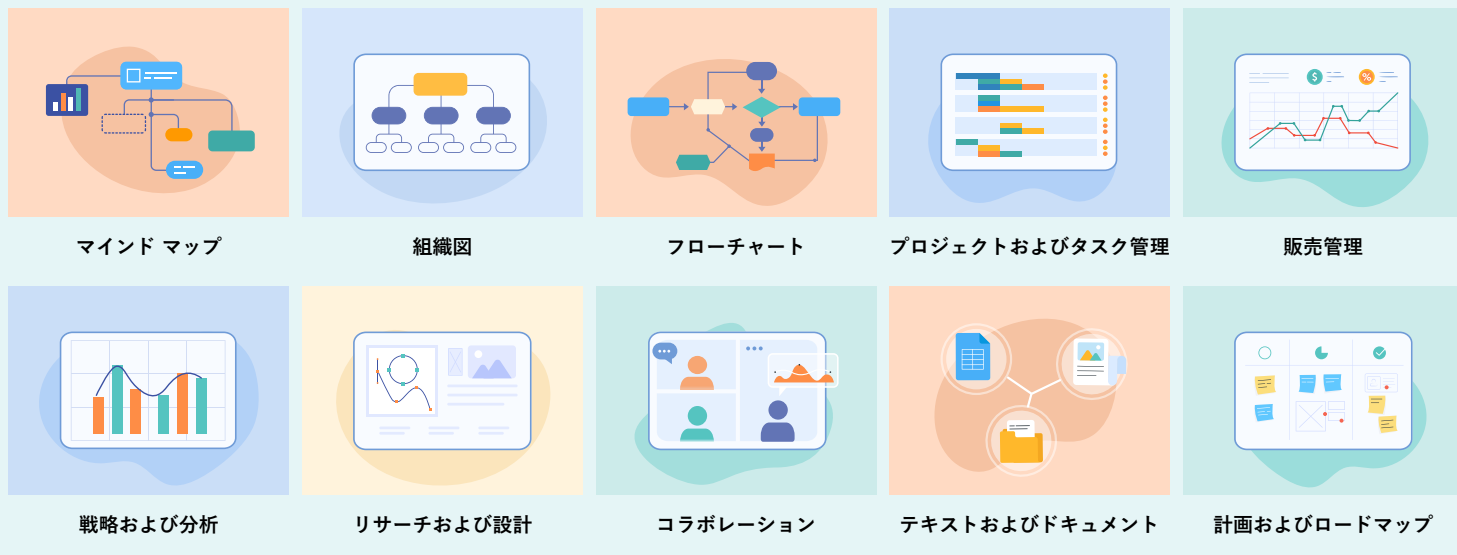 $
%
マインド マップ
組織図
フローチャート
プロジェクトおよびタスク管理
販売管理
戦略および分析
リサーチおよび設計
コラボレーション
テキストおよびドキュメント
計画およびロードマップ